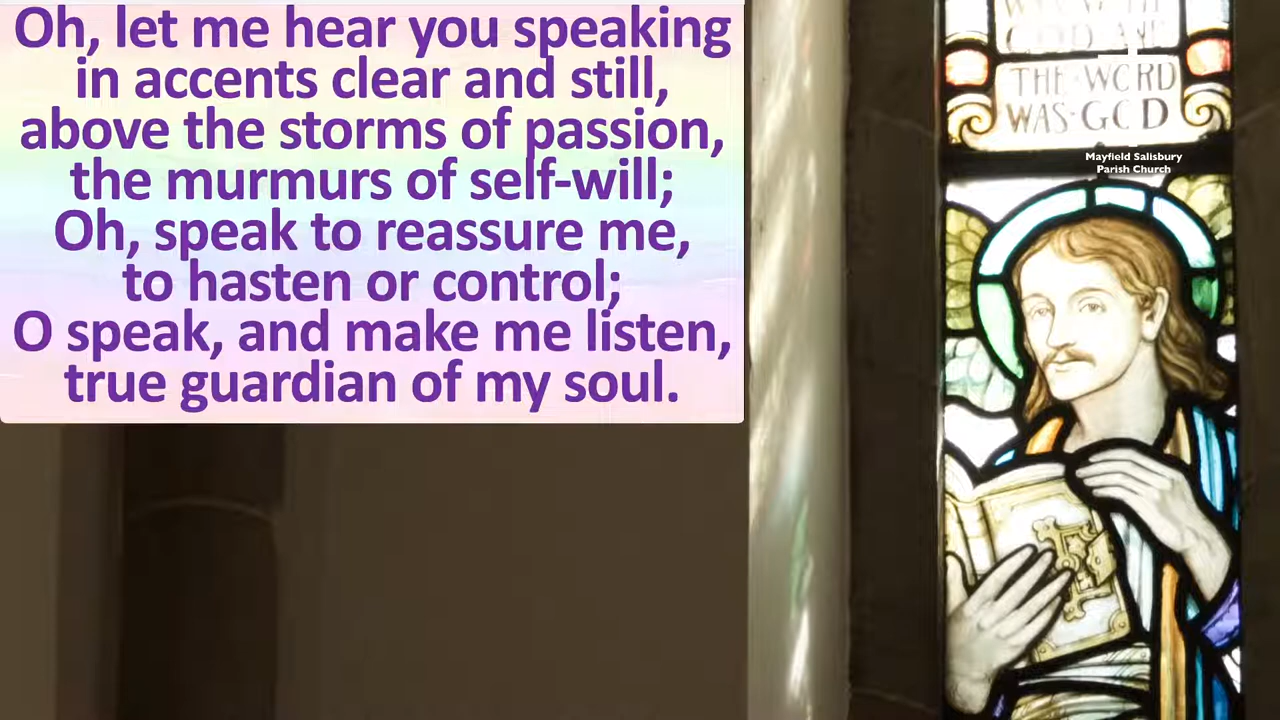 Oh, let me hear you speaking
in accents clear and still,
above the storms of passion,
the murmurs of self-will;
Oh, speak to reassure me,
to hasten or control;
O speak, and make me listen,
true guardian of my soul.
GOD AND
THE·WORD
WAS·GOD
Mayfield Salisbury
Parish Church